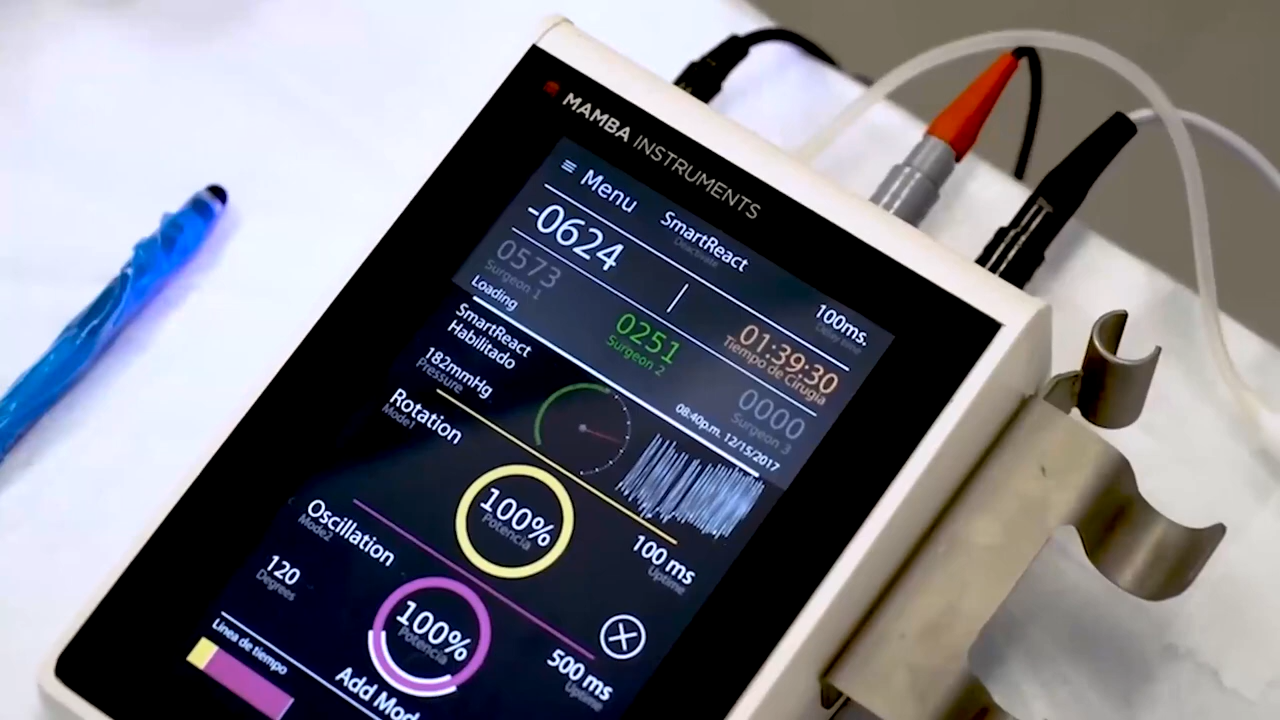 MAMBA INSTRUMENTS
Menu
SmartReact
Deactivate
-0624
100ms.
Delay time
0573
Surgeon 1
0251
Surgeon 2
01:39:30
Tiempo de Cirugía
0000
Surgeon 3
Loading
08:40p.m. 12/15/2017
SmartReact
Habilitado
182mmHg
Pressure
Rotation
Mode1
100%
Potencia
100 ms
Uptime
Oscillation
Mode2
120
Degrees
100%
Potencia
500 ms
Uptime
Linea de tiempo
Add Mod